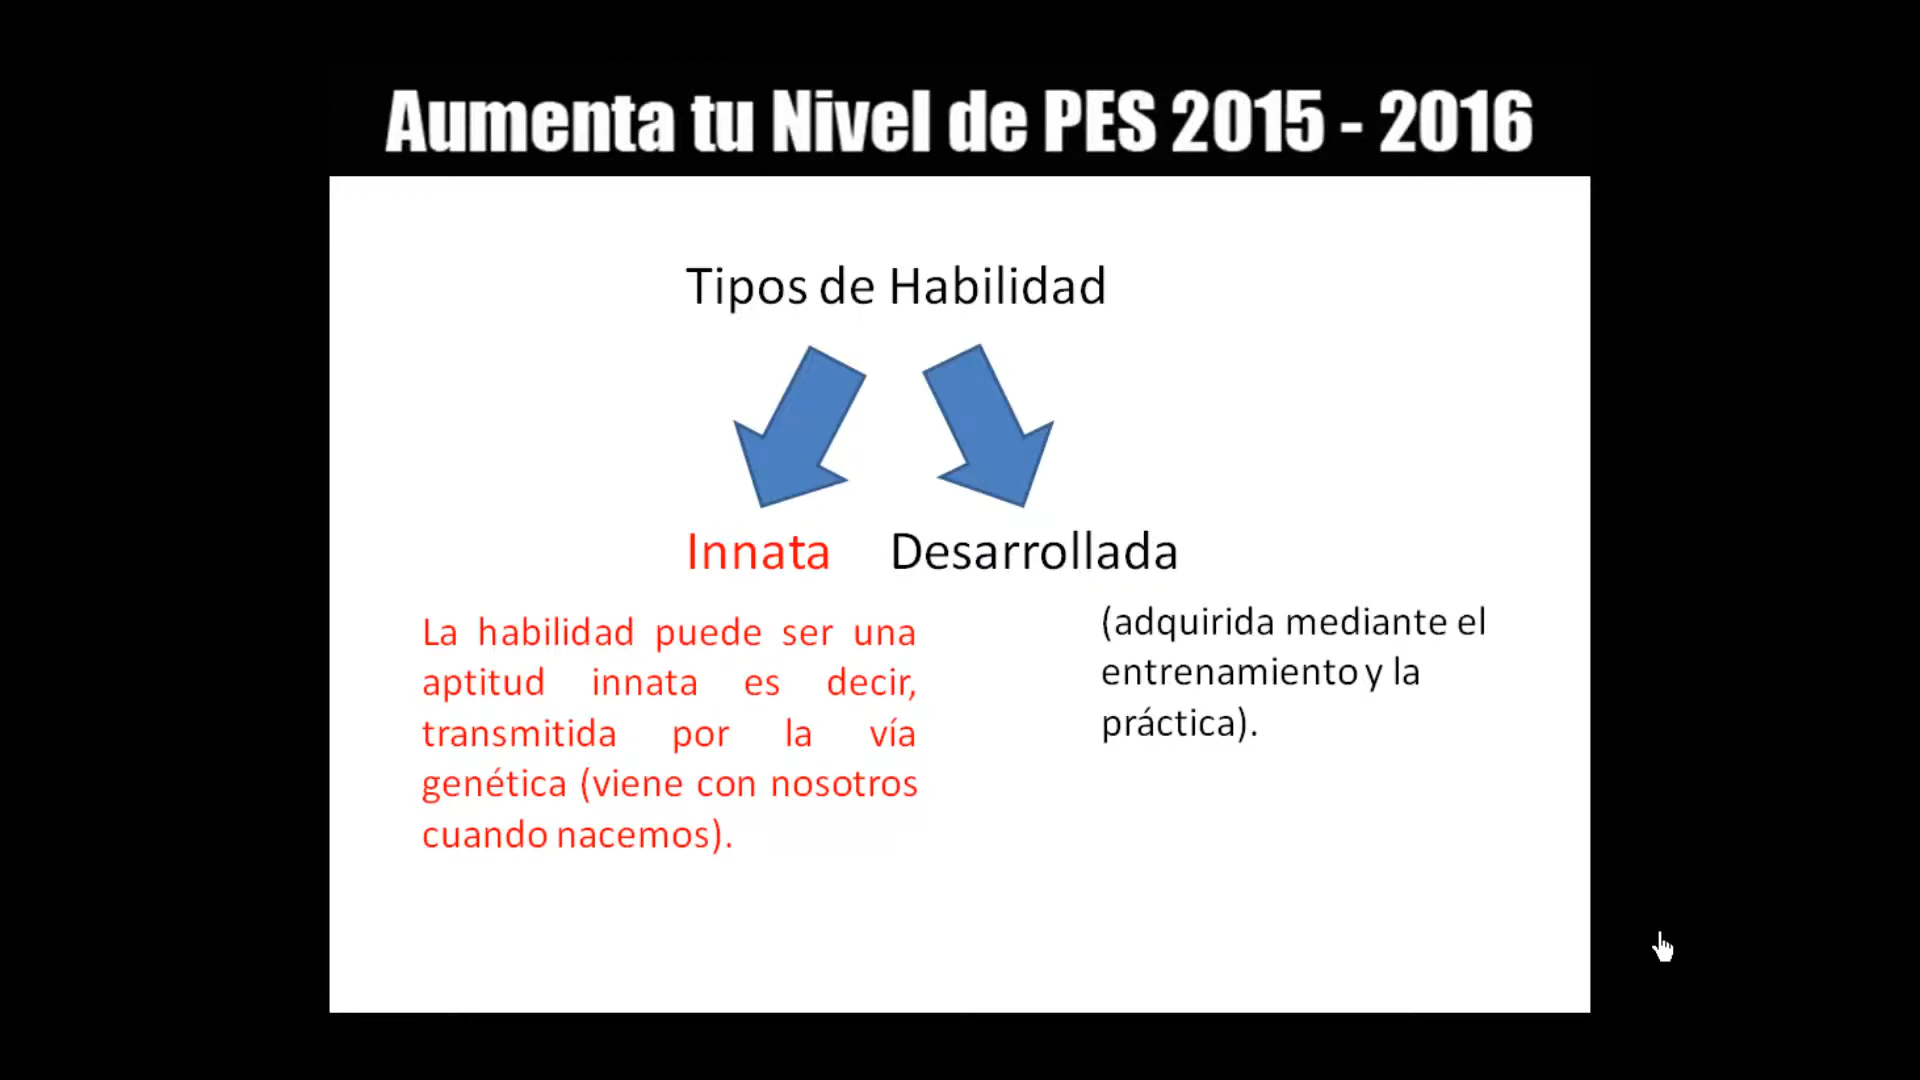 Aumenta tu Nivel de PES 2015 - 2016
Tipos de Habilidad
Innata
Desarrollada
La habilidad puede ser una
aptitud innata es decir,
transmitida por la vía
genética (viene con nosotros
cuando nacemos).
(adquirida mediante el
entrenamiento y la
práctica).